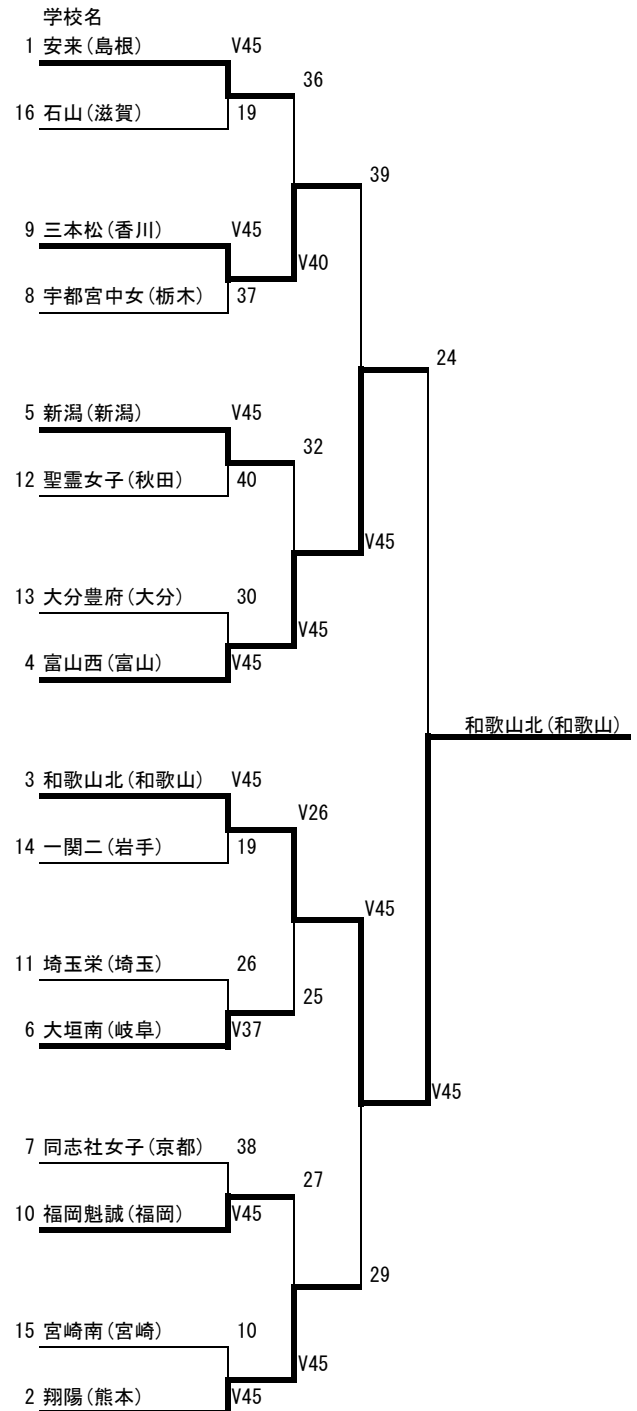 学校名
1 安来(島根) V45
36
16 石山(滋賀) 19
39
9 三本松(香川) V45
V40
8 宇都宮中女(栃木) 37
24
5 新潟(新潟) V45
32
12 聖霊女子(秋田) 40
V45
13 大分豊府(大分) 30
V45
4 富山西(富山) V45
和歌山北(和歌山)
3 和歌山北(和歌山) V45
V26
14 一関二(岩手) 19
V45
11 埼玉栄(埼玉) 26
25
6 大垣南(岐阜) V37
V45
7 同志社女子(京都) 38
27
10 福岡魁誠(福岡) V45
29
15 宮崎南(宮崎) 10
V45
2 翔陽(熊本) V45